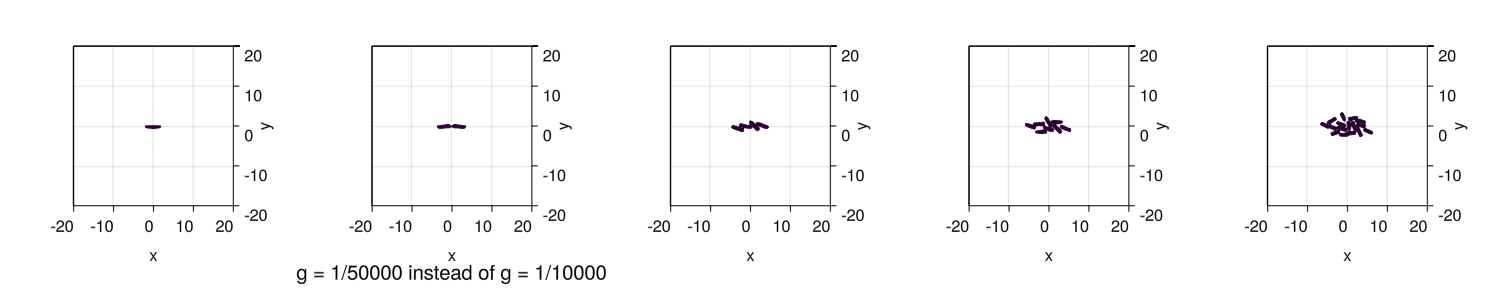 20 20 20 20 20
10 10 10 10 10
0 y 0 y 0 y 0 y 0 y
-10 -10 -10 -10 -10
-20 -20 -20 -20 -20
-20 -10 0 10 20 -20 -10 0 10 20 -20 -10 0 10 20 -20 -10 0 10 20 -20 -10 0 10 20
x x x x x
g = 1/50000 instead of g = 1/10000